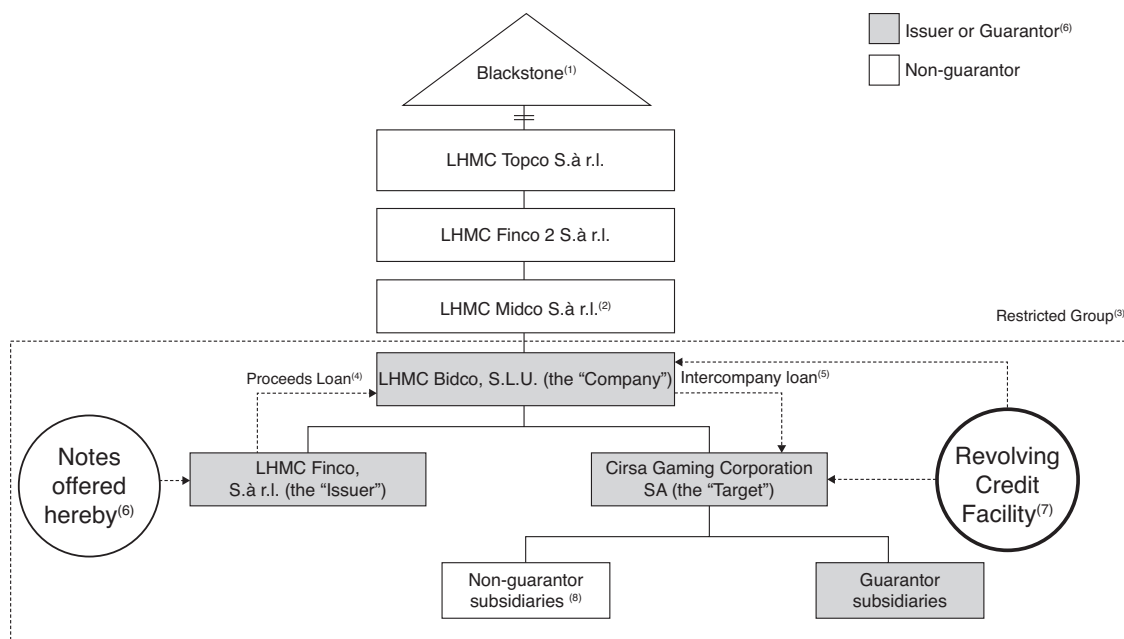 Issuer or Guarantor(6)
Blackstone(1)
Non-guarantor
LHMC Topco S.à r.l.
LHMC Finco 2 S.à r.l.
LHMC Midco S.à r.l.(2)
Restricted Group(3)
Proceeds Loan(4)
LHMC Bidco, S.L.U. (the “Company”)
Intercompany loan(5)
Notes
offered
hereby(6)
LHMC Finco,
S.à r.l. (the “Issuer”)
Cirsa Gaming Corporation
SA (the “Target”)
Revolving
Credit
Facility(7)
Non-guarantor
subsidiaries (8)
Guarantor
subsidiaries